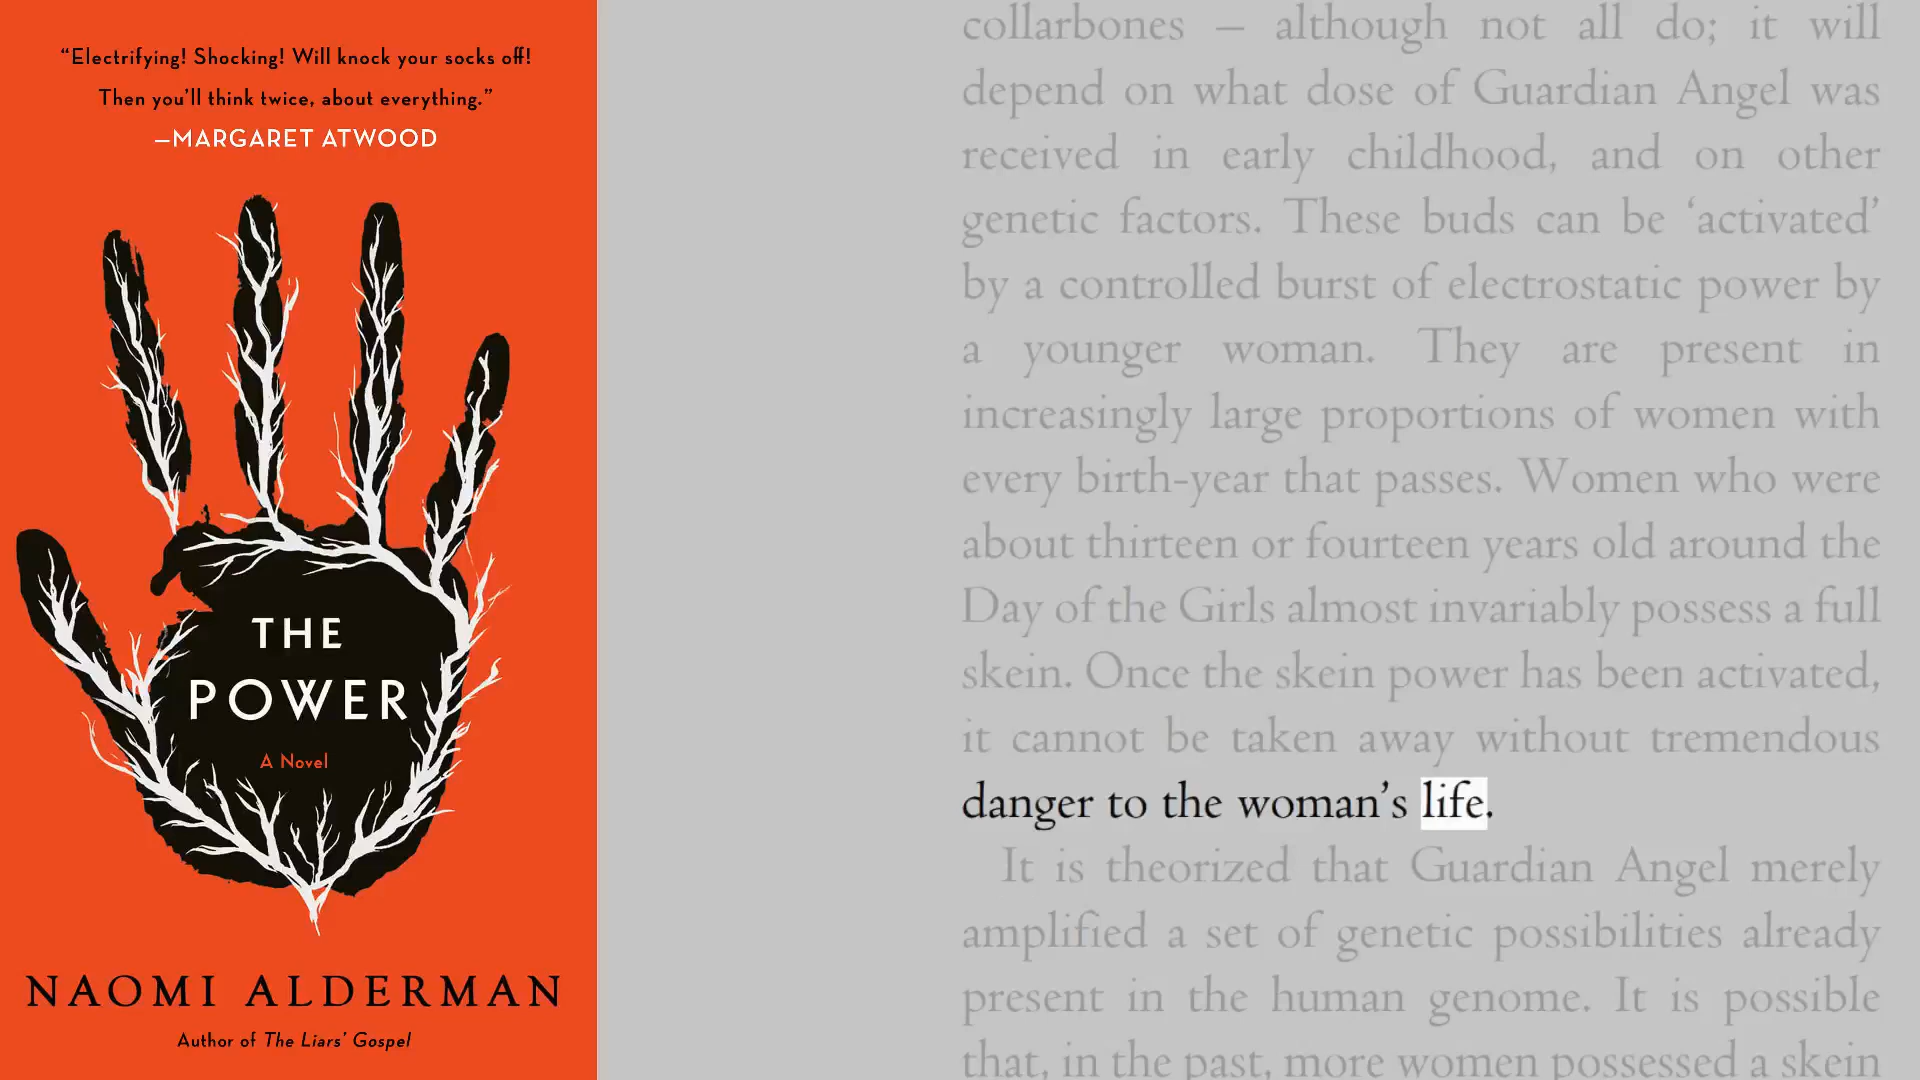 “Electrifying! Shocking! Will knock your socks off!
Then you’ll think twice, about everything.”
—MARGARET ATWOOD
THE
POWER
A Novel
NAOMI ALDERMAN
Author of The Liars’ Gospel
collarbones – although not all do; it will
depend on what dose of Guardian Angel was
received in early childhood, and on other
genetic factors. These buds can be ‘activated’
by a controlled burst of electrostatic power by
a younger woman. They are present in
increasingly large proportions of women with
every birth-year that passes. Women who were
about thirteen or fourteen years old around the
Day of the Girls almost invariably possess a full
skein. Once the skein power has been activated,
it cannot be taken away without tremendous
danger to the woman’s life.
It is theorized that Guardian Angel merely
amplified a set of genetic possibilities already
present in the human genome. It is possible
that, in the past, more women possessed a skein